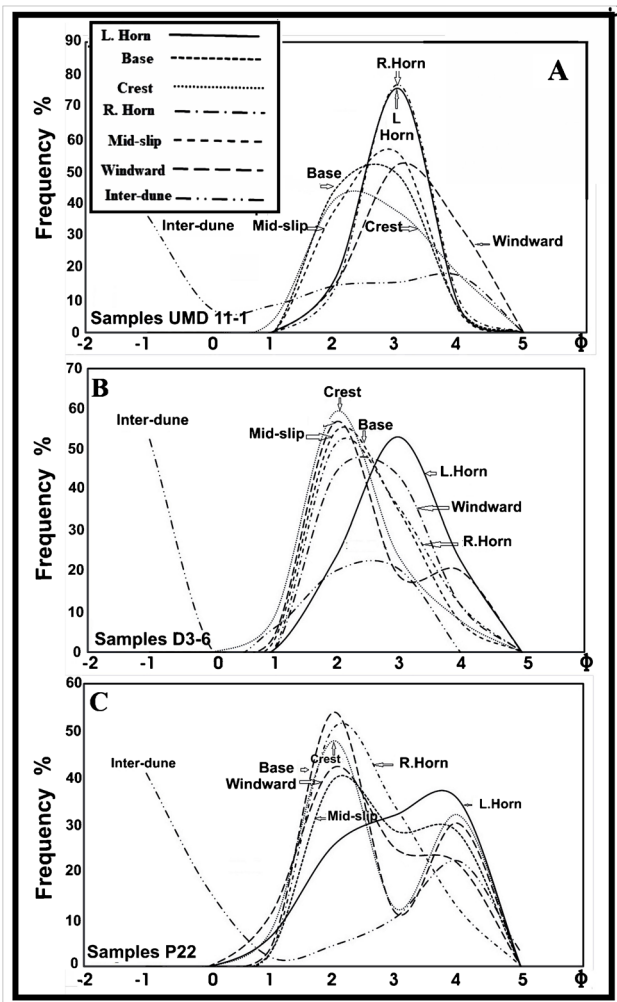 90
80
70
60
50
40
30
20
10
0
Frequency %
L. Horn
Base
Crest
R. Horn
Mid-slip
Windward
Inter-dune
A
R.Horn
L
Horn
Base
Inter-dune
Mid-slip
Crest
Windward
Samples UMD 11-1
-2 -1 0 1 2 3 4 5 Φ
70
60
50
40
30
20
10
0
Frequency %
B
Crest
Inter-dune
Base
Mid-slip
L.Horn
Windward
R.Horn
Samples D3-6
-2 -1 0 1 2 3 4 5 Φ
60
50
40
30
20
10
0
Frequency %
C
Inter-dune
Base
Crest
R.Horn
Windward
Mid-slip
L.Horn
Samples P22
-2 -1 0 1 2 3 4 5 Φ